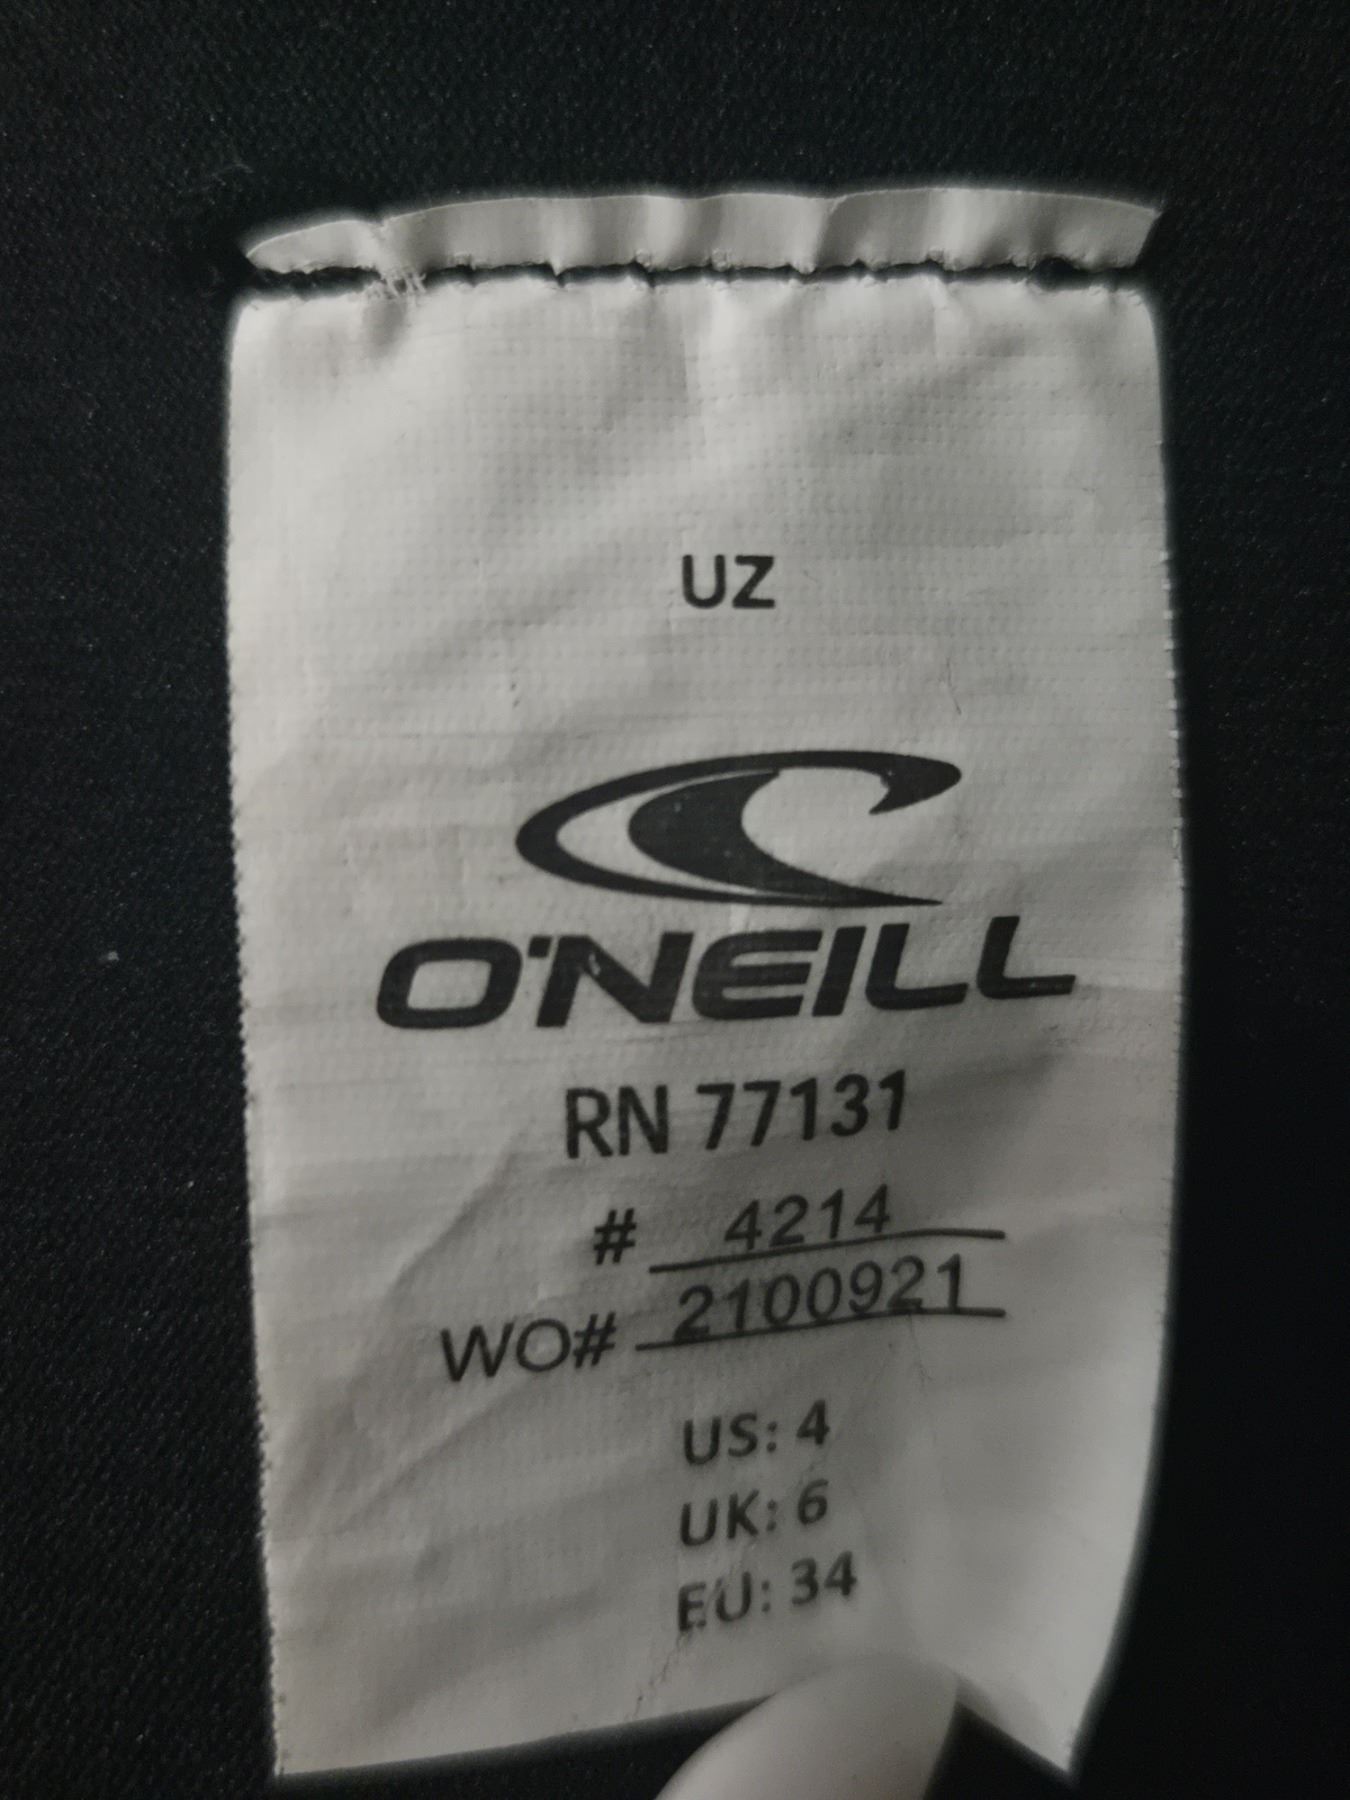 UZ
O'NEILL
RN 77131
# 4214
WO# 2100921
US: 4
UK: 6
EU: 34